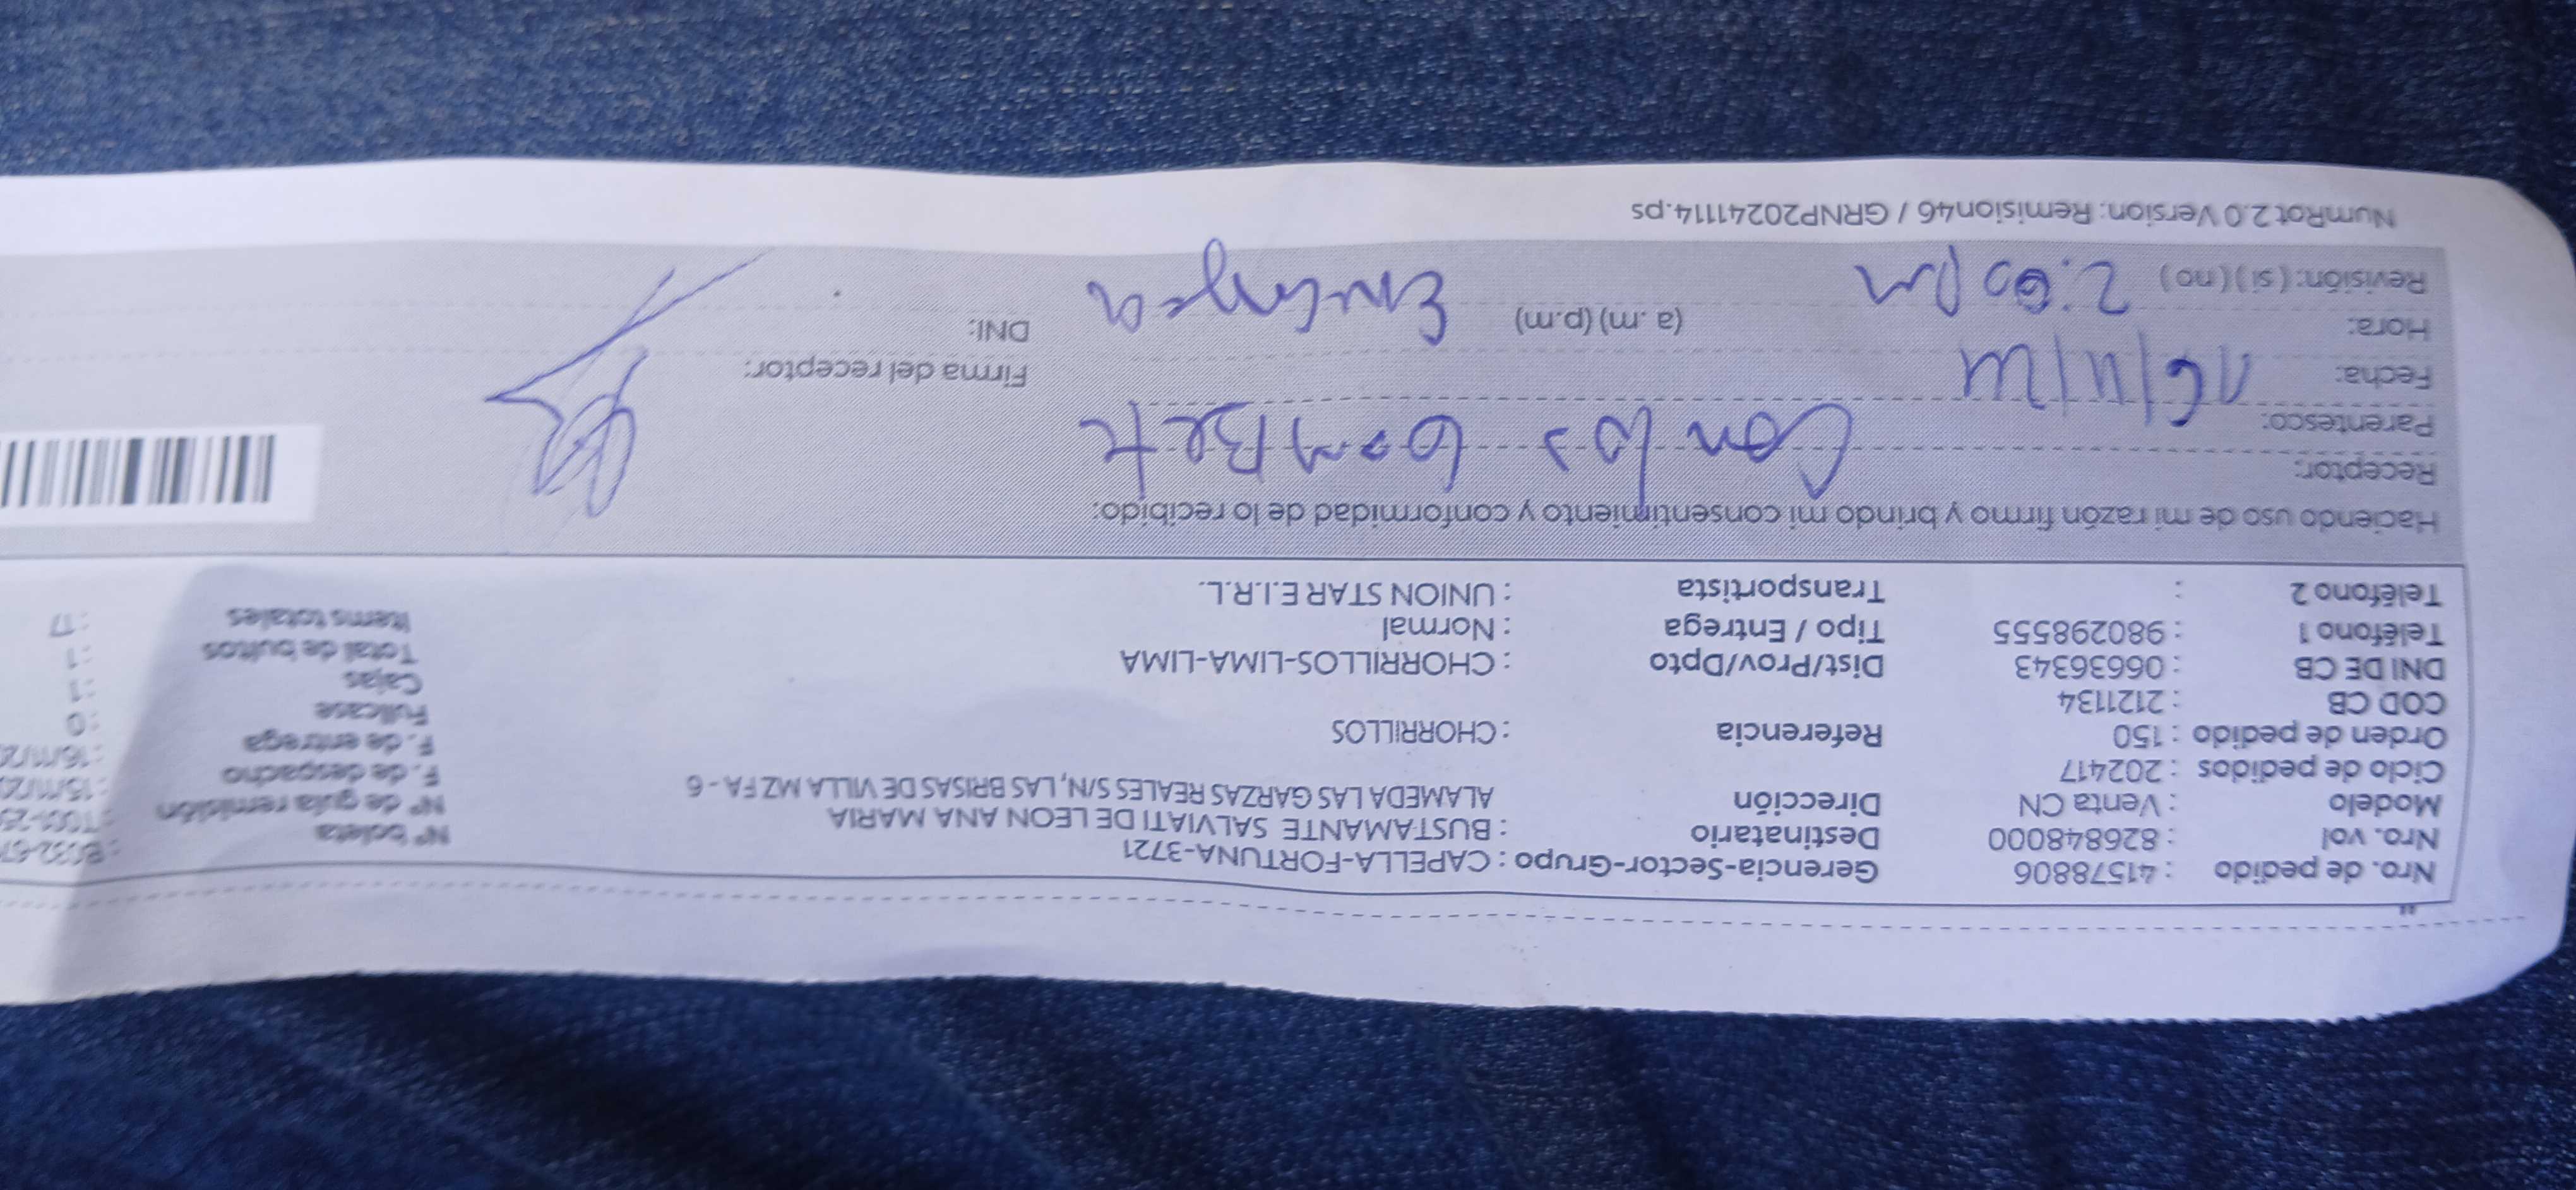 Nro. de pedido : 41578806 Gerencia-Sector-Grupo : CAPELLA-FORTUNA-3721 Nº boleta
Nro. vol : 826848000 Destinatario : BUSTAMANTE SALVIATI DE LEON ANA MARIA Nº de guía remisión
Modelo : Venta CN Dirección ALAMEDA LAS GARZAS REALES S/N, LAS BRISAS DE VILLA MZ FA - 6 F. de despacho
Ciclo de pedidos : 202417 F. de entrega
Orden de pedido : 150 Referencia : CHORRILLOS Fullcase : 0
COD CB : 2121134 Cajas : 1
DNI DE CB : 06636343 Dist/Prov/Dpto : CHORRILLOS-LIMA-LIMA Total de bultos : 1
Teléfono 1 : 980298555 Tipo / Entrega : Normal Items totales : 17
Teléfono 2 : Transportista : UNION STAR E.I.R.L.
Haciendo uso de mi razón firmo y brindo mi consentimiento y conformidad de lo recibido:
Receptor:
Parentesco:
Fecha: 16/11/24 Firma del receptor:
Hora: (a .m) (p.m) DNI:
Revisión: ( si ) ( no ) 2:00 pm
NumRot 2.0 Version: Remision46 / GRNP20241114.ps